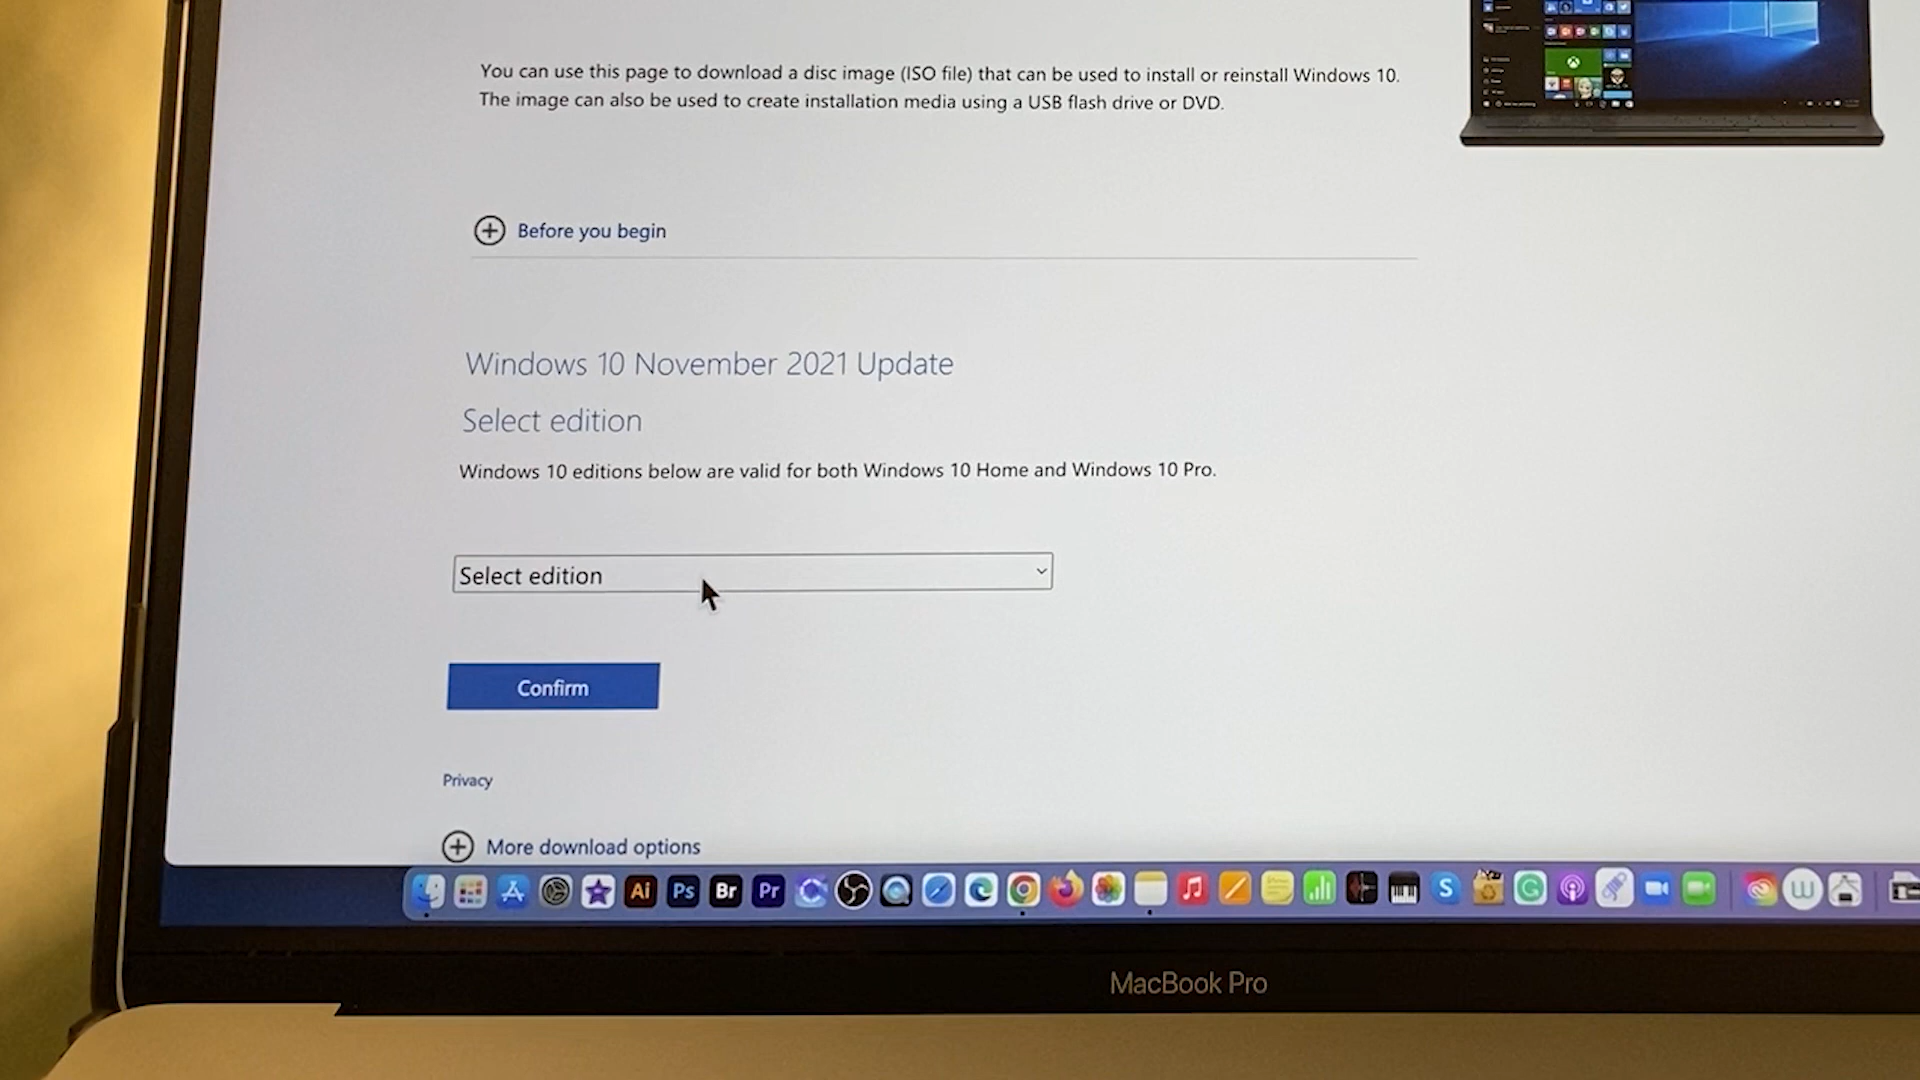 You can use this page to download a disc image (ISO file) that can be used to install or reinstall Windows 10.
The image can also be used to create installation media using a USB flash drive or DVD.
Before you begin
Windows 10 November 2021 Update
Select edition
Windows 10 editions below are valid for both Windows 10 Home and Windows 10 Pro.
Select edition
Confirm
Privacy
More download options
Ai Ps Br Pr S
MacBook Pro